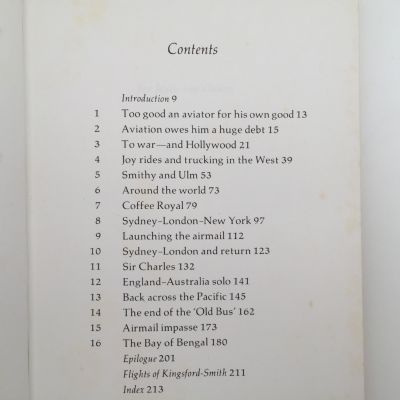 Contents
Introduction 9
1 Too good an aviator for his own good 13
2 Aviation owes him a huge debt 15
3 To war—and Hollywood 21
4 Joy rides and trucking in the West 39
5 Smithy and Ulm 53
6 Around the world 73
7 Coffee Royal 79
8 Sydney–London–New York 97
9 Launching the airmail 112
10 Sydney–London and return 123
11 Sir Charles 132
12 England–Australia solo 141
13 Back across the Pacific 145
14 The end of the ‘Old Bus’ 162
15 Airmail impasse 173
16 The Bay of Bengal 180
Epilogue 201
Flights of Kingsford-Smith 211
Index 213